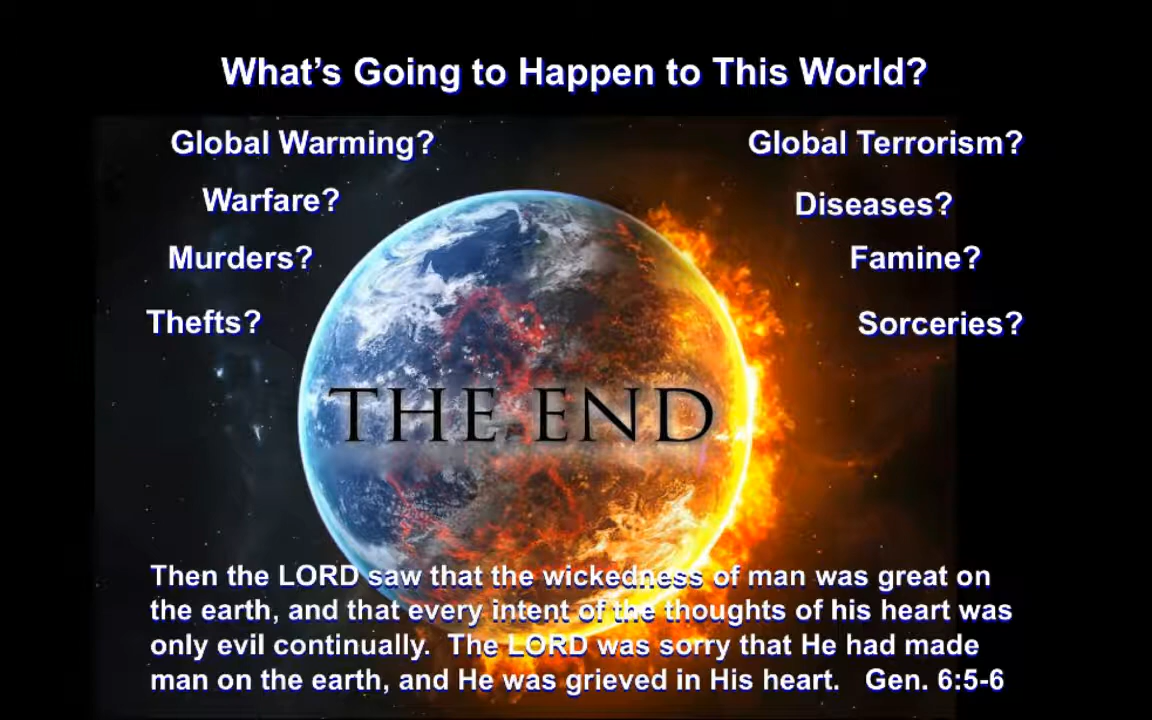 What's Going to Happen to This World?
Global Warming?
Global Terrorism?
Warfare?
Diseases?
Murders?
Famine?
Thefts?
Sorceries?
THE END
Then the LORD saw that the wickedness of man was great on
the earth, and that every intent of the thoughts of his heart was
only evil continually.  The LORD was sorry that He had made
man on the earth, and He was grieved in His heart.   Gen. 6:5-6